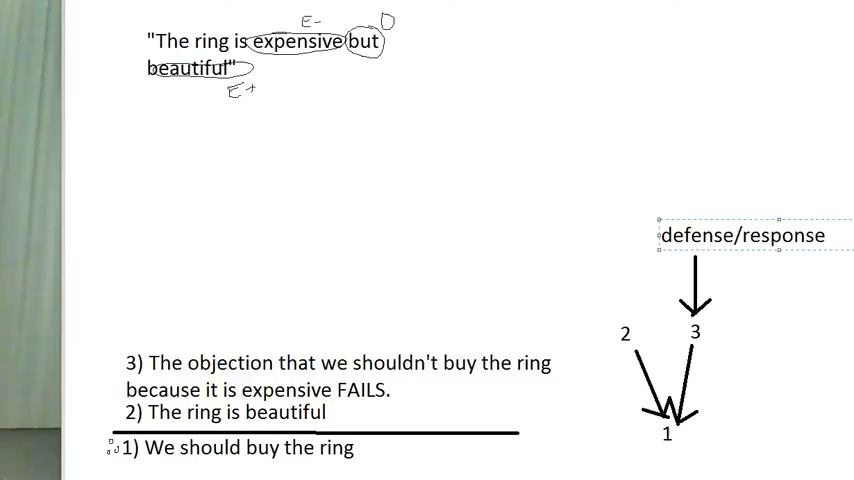 E-
D
"The ring is expensive but
beautiful"
E+
defense/response
2 3
3) The objection that we shouldn't buy the ring
because it is expensive FAILS.
2) The ring is beautiful
1
1) We should buy the ring